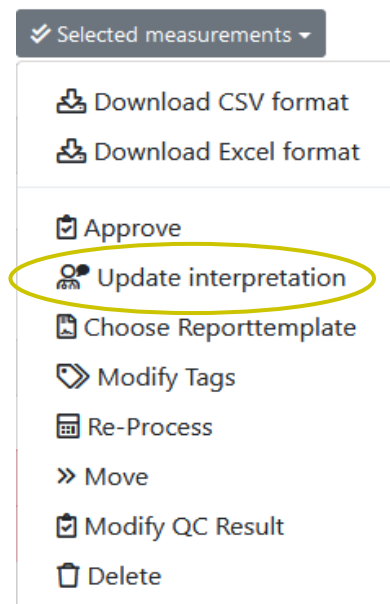 Selected measurements
Download CSV format
Download Excel format
Approve
Update interpretation
Choose Reporttemplate
Modify Tags
Re-Process
Move
Modify QC Result
Delete